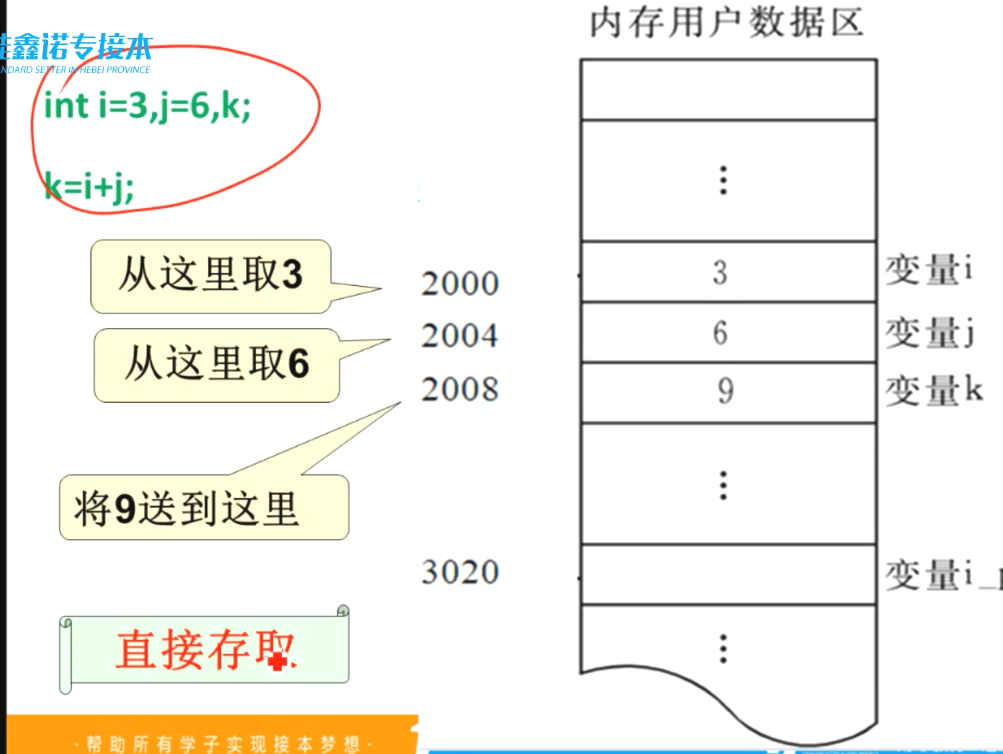 鑫诺专接本
NDARD SETTER IN HEBEI PROVINCE
int i=3,j=6,k;
k=i+j;
从这里取3
从这里取6
将9送到这里
直接存取
·帮助所有学子实现接本梦想·
内存用户数据区
2000 3 变量i
2004 6 变量j
2008 9 变量k
3020 变量i_p